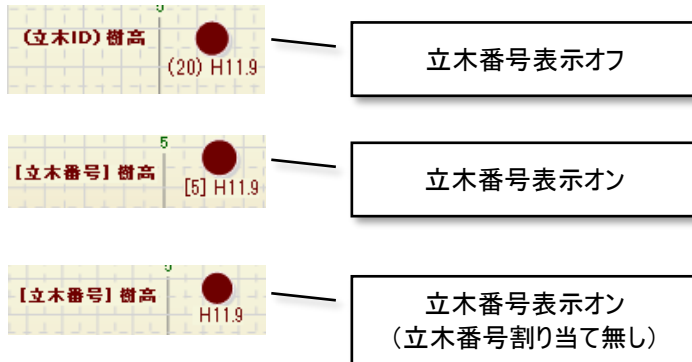 5
(立木ID) 樹高
(20) H11.9
立木番号表示オフ
5
[立木番号] 樹高
[5] H11.9
立木番号表示オン
5
[立木番号] 樹高
H11.9
立木番号表示オン
（立木番号割り当て無し）